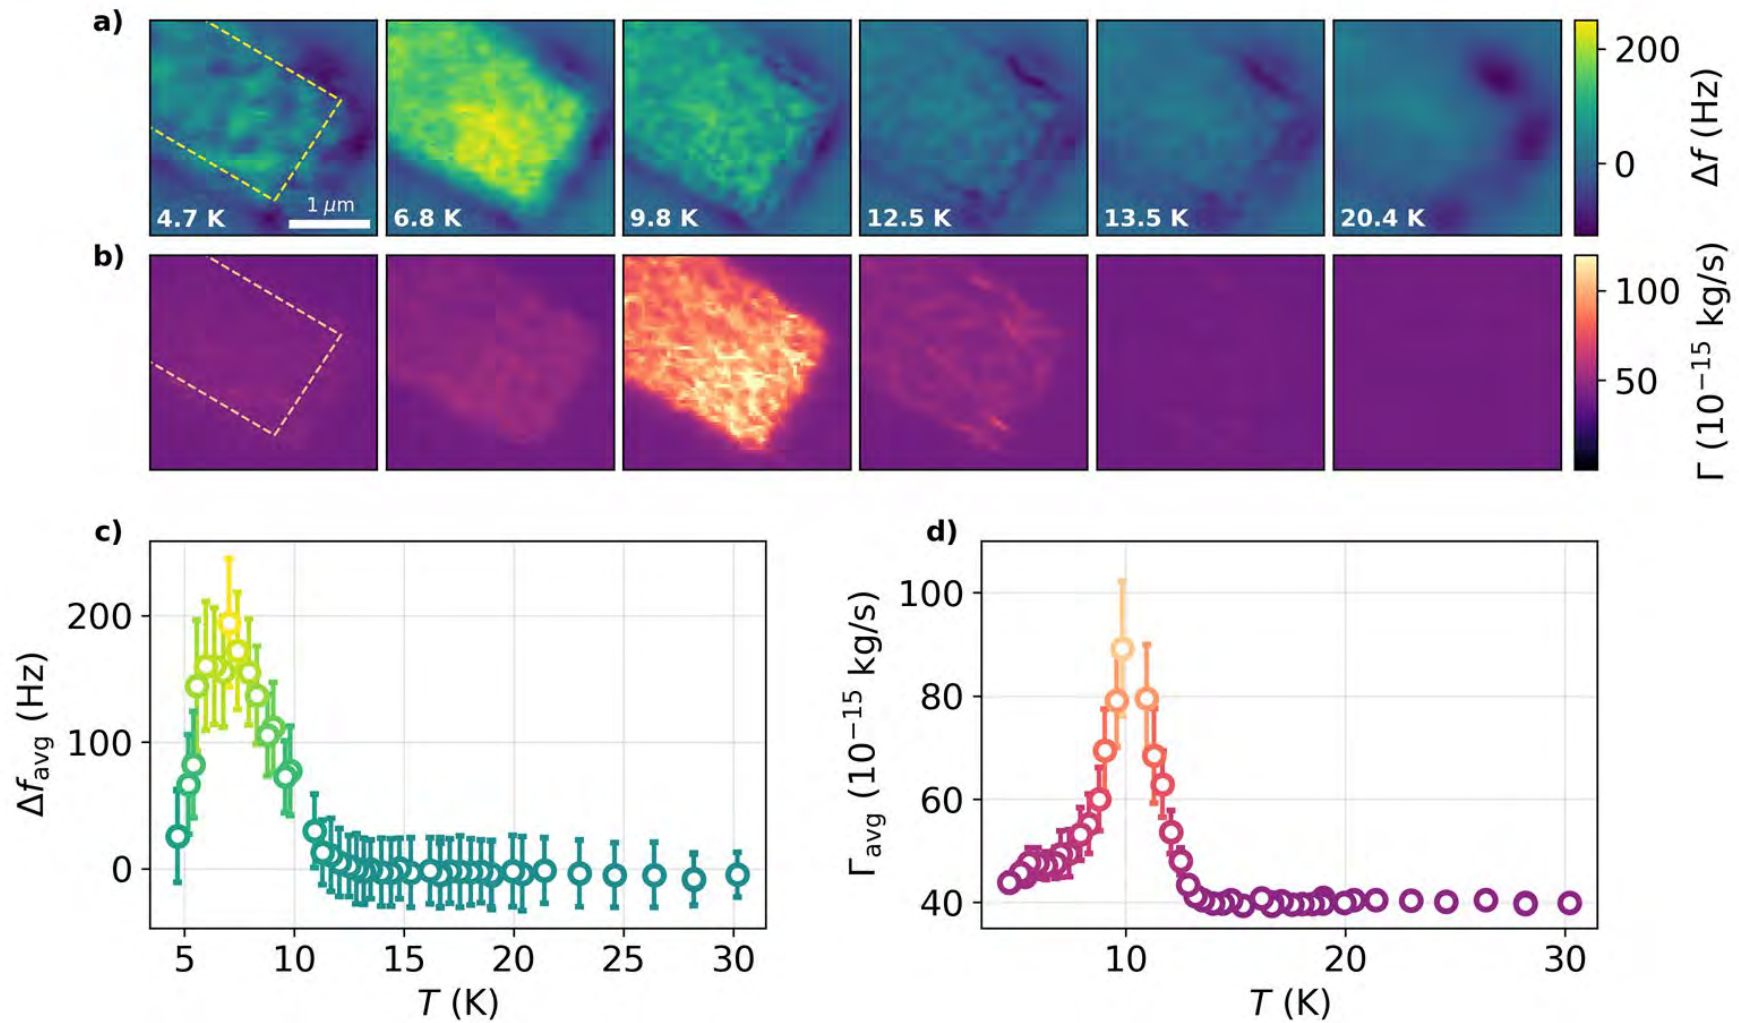 a)
4.7 K
1 μm
6.8 K
9.8 K
12.5 K
13.5 K
20.4 K
200
0
Δf (Hz)
b)
100
50
Γ (10⁻¹⁵ kg/s)
c)
200
100
0
Δf_avg (Hz)
5 10 15 20 25 30
T (K)
d)
100
80
60
40
Γ_avg (10⁻¹⁵ kg/s)
10 20 30
T (K)